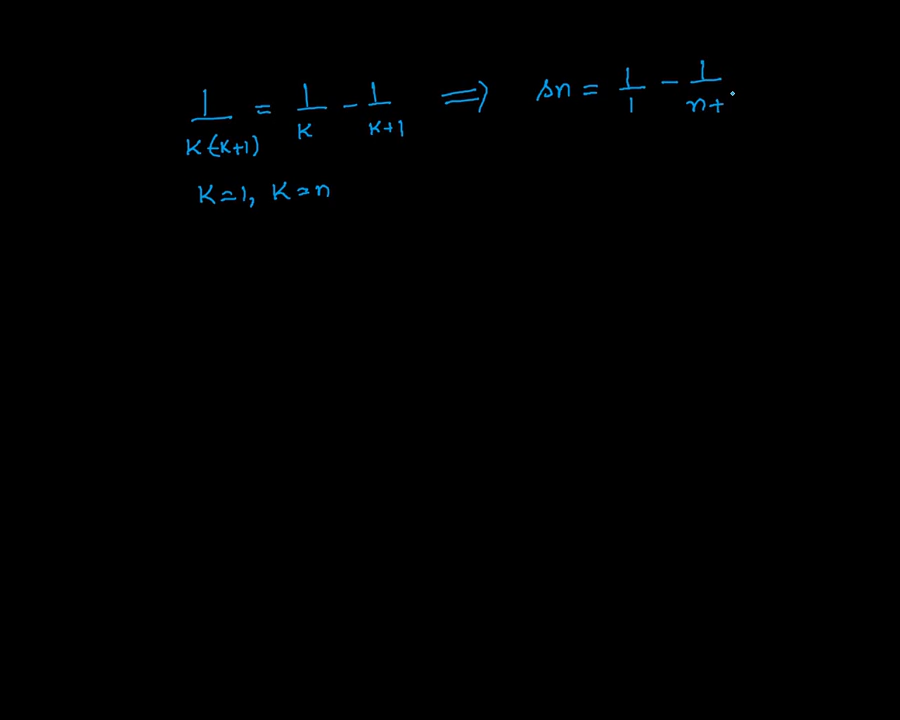 1/K(K+1) = 1/K - 1/K+1 ⟹ Sn = 1/1 - 1/n+
K=1, K=n